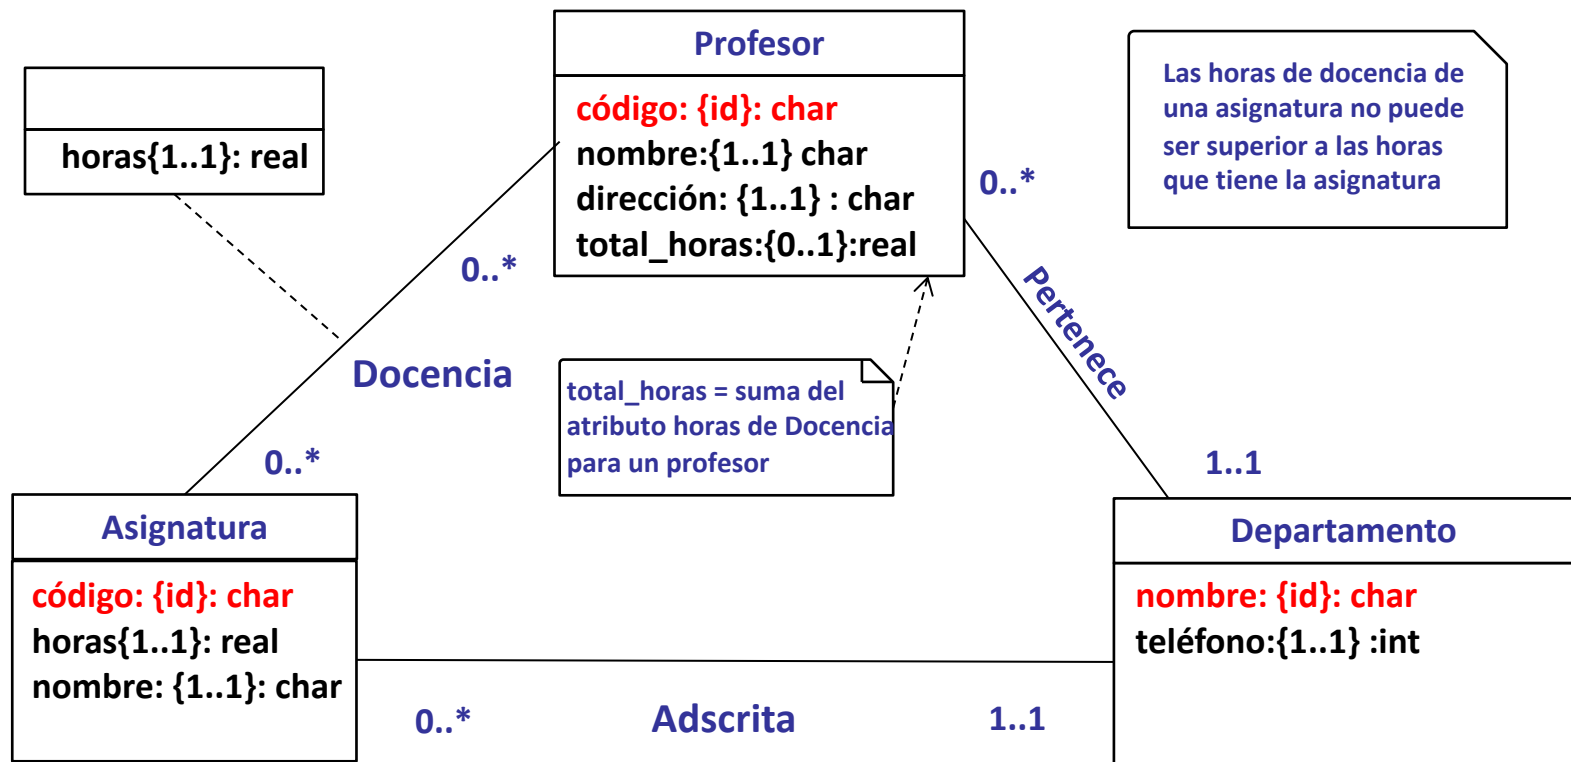 Profesor
código: {id}: char
nombre:{1..1} char
dirección: {1..1} : char
total_horas:{0..1}:real
horas{1..1}: real
Las horas de docencia de
una asignatura no puede
ser superior a las horas
que tiene la asignatura
0..*
0..*
Pertenece
Docencia
total_horas = suma del
atributo horas de Docencia
para un profesor
0..*
1..1
Asignatura
código: {id}: char
horas{1..1}: real
nombre: {1..1}: char
Departamento
nombre: {id}: char
teléfono:{1..1} :int
0..*
Adscrita
1..1